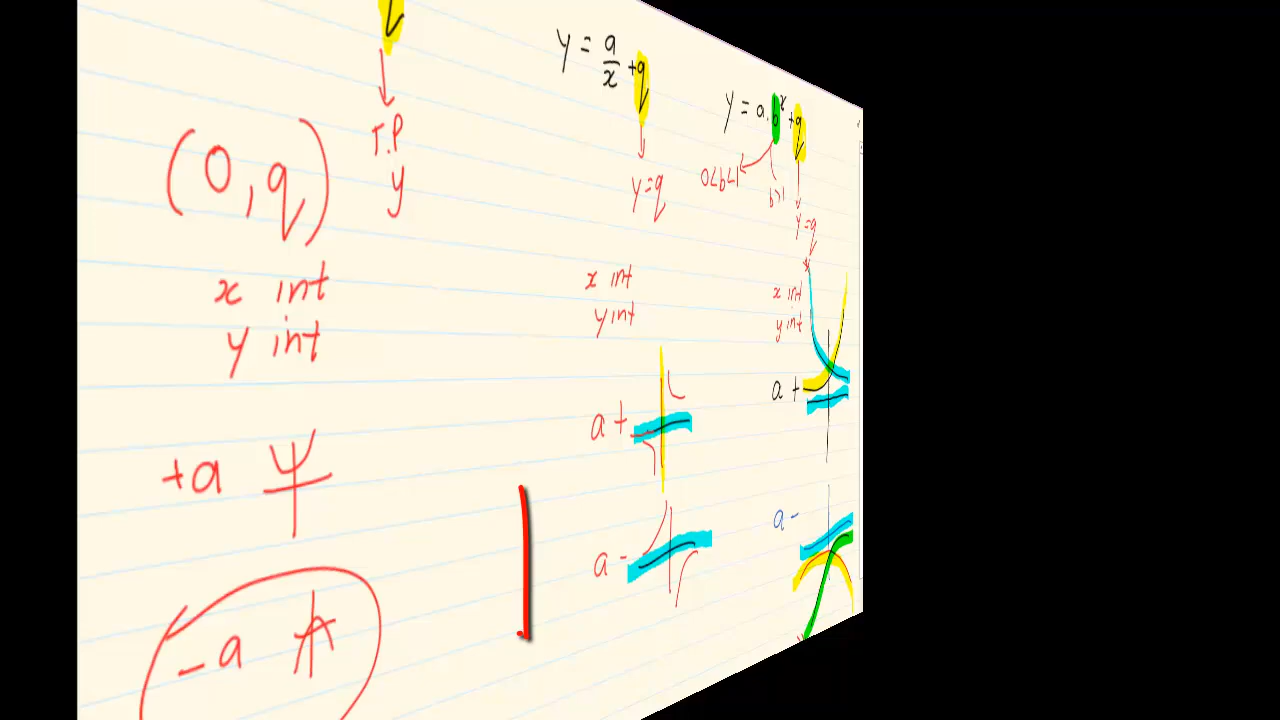 q
T.P
y
(0, q)
x int
y int
+a
-a
y = a/x +q
y=q
x int
y int
a +
a -
y = a.b^x +q
0<b<1
b>1
y=q
x int
y int
a +
a -